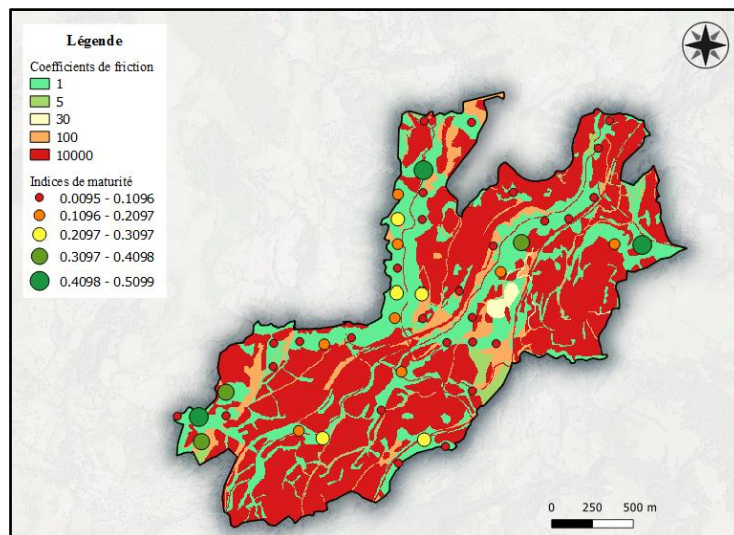 Légende
Coefficients de friction
1
5
30
100
10000
Indices de maturité
0.0095 - 0.1096
0.1096 - 0.2097
0.2097 - 0.3097
0.3097 - 0.4098
0.4098 - 0.5099
0 250 500 m